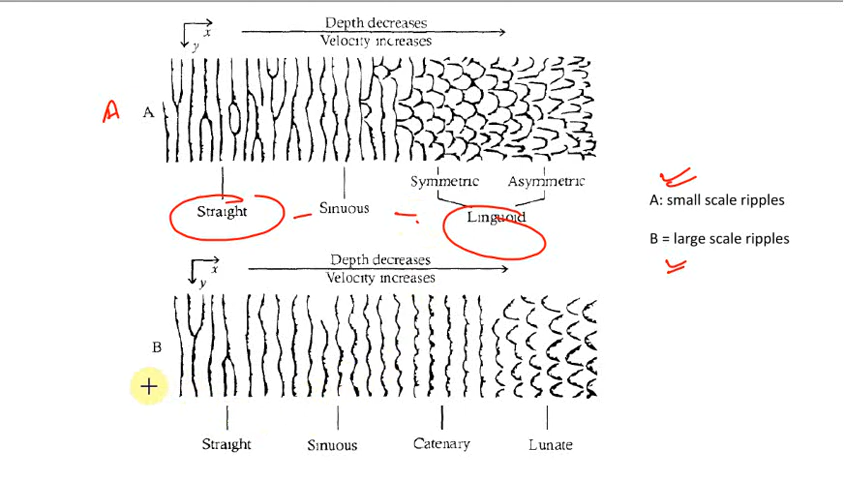 Depth decreases
x
Velocity increases
y
A
A
Symmetric Asymmetric
Straight
Sinuous
Linguoid
A: small scale ripples
B = large scale ripples
Depth decreases
x
Velocity increases
y
B
Straight Sinuous Catenary Lunate